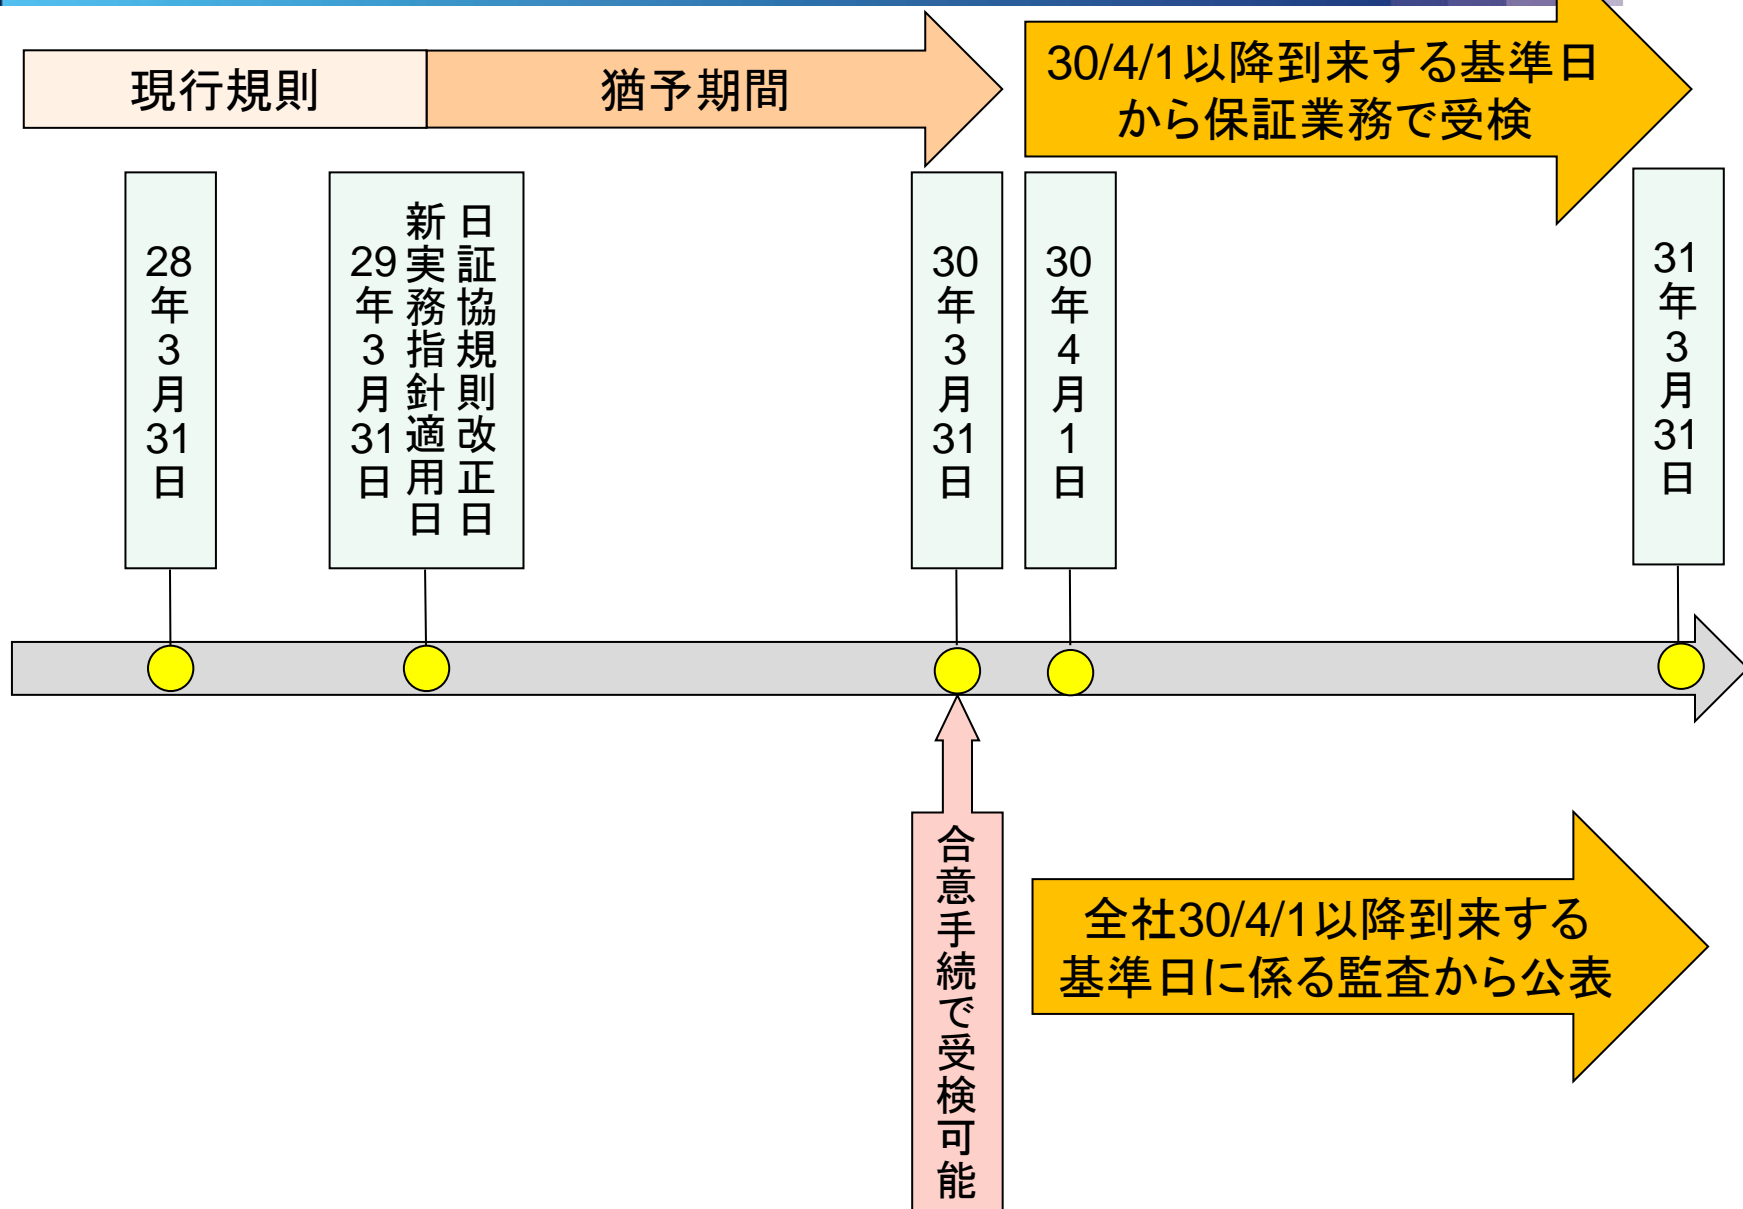 現行規則
猶予期間
30/4/1以降到来する基準日
から保証業務で受検
28年3月31日
日証協規則改正日
新実務指針適用日
29年3月31日
30年3月31日
30年4月1日
31年3月31日
合意手続で受検可能
全社30/4/1以降到来する
基準日に係る監査から公表